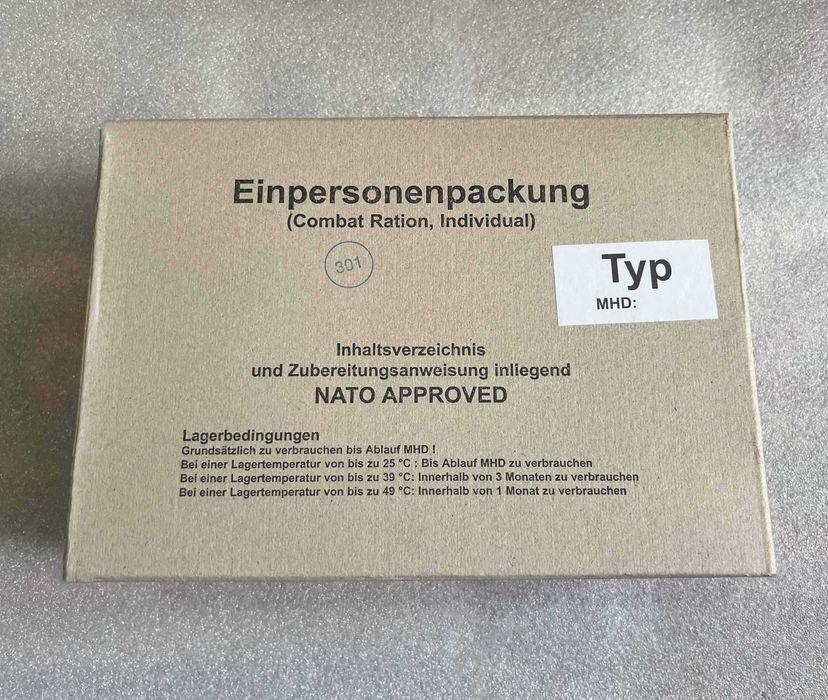 Einpersonenpackung
(Combat Ration, Individual)
301
Typ
MHD:
Inhaltsverzeichnis
und Zubereitungsanweisung inliegend
NATO APPROVED
Lagerbedingungen
Grundsätzlich zu verbrauchen bis Ablauf MHD !
Bei einer Lagertemperatur von bis zu 25 °C : Bis Ablauf MHD zu verbrauchen
Bei einer Lagertemperatur von bis zu 39 °C: Innerhalb von 3 Monaten zu verbrauchen
Bei einer Lagertemperatur von bis zu 49 °C: Innerhalb von 1 Monat zu verbrauchen